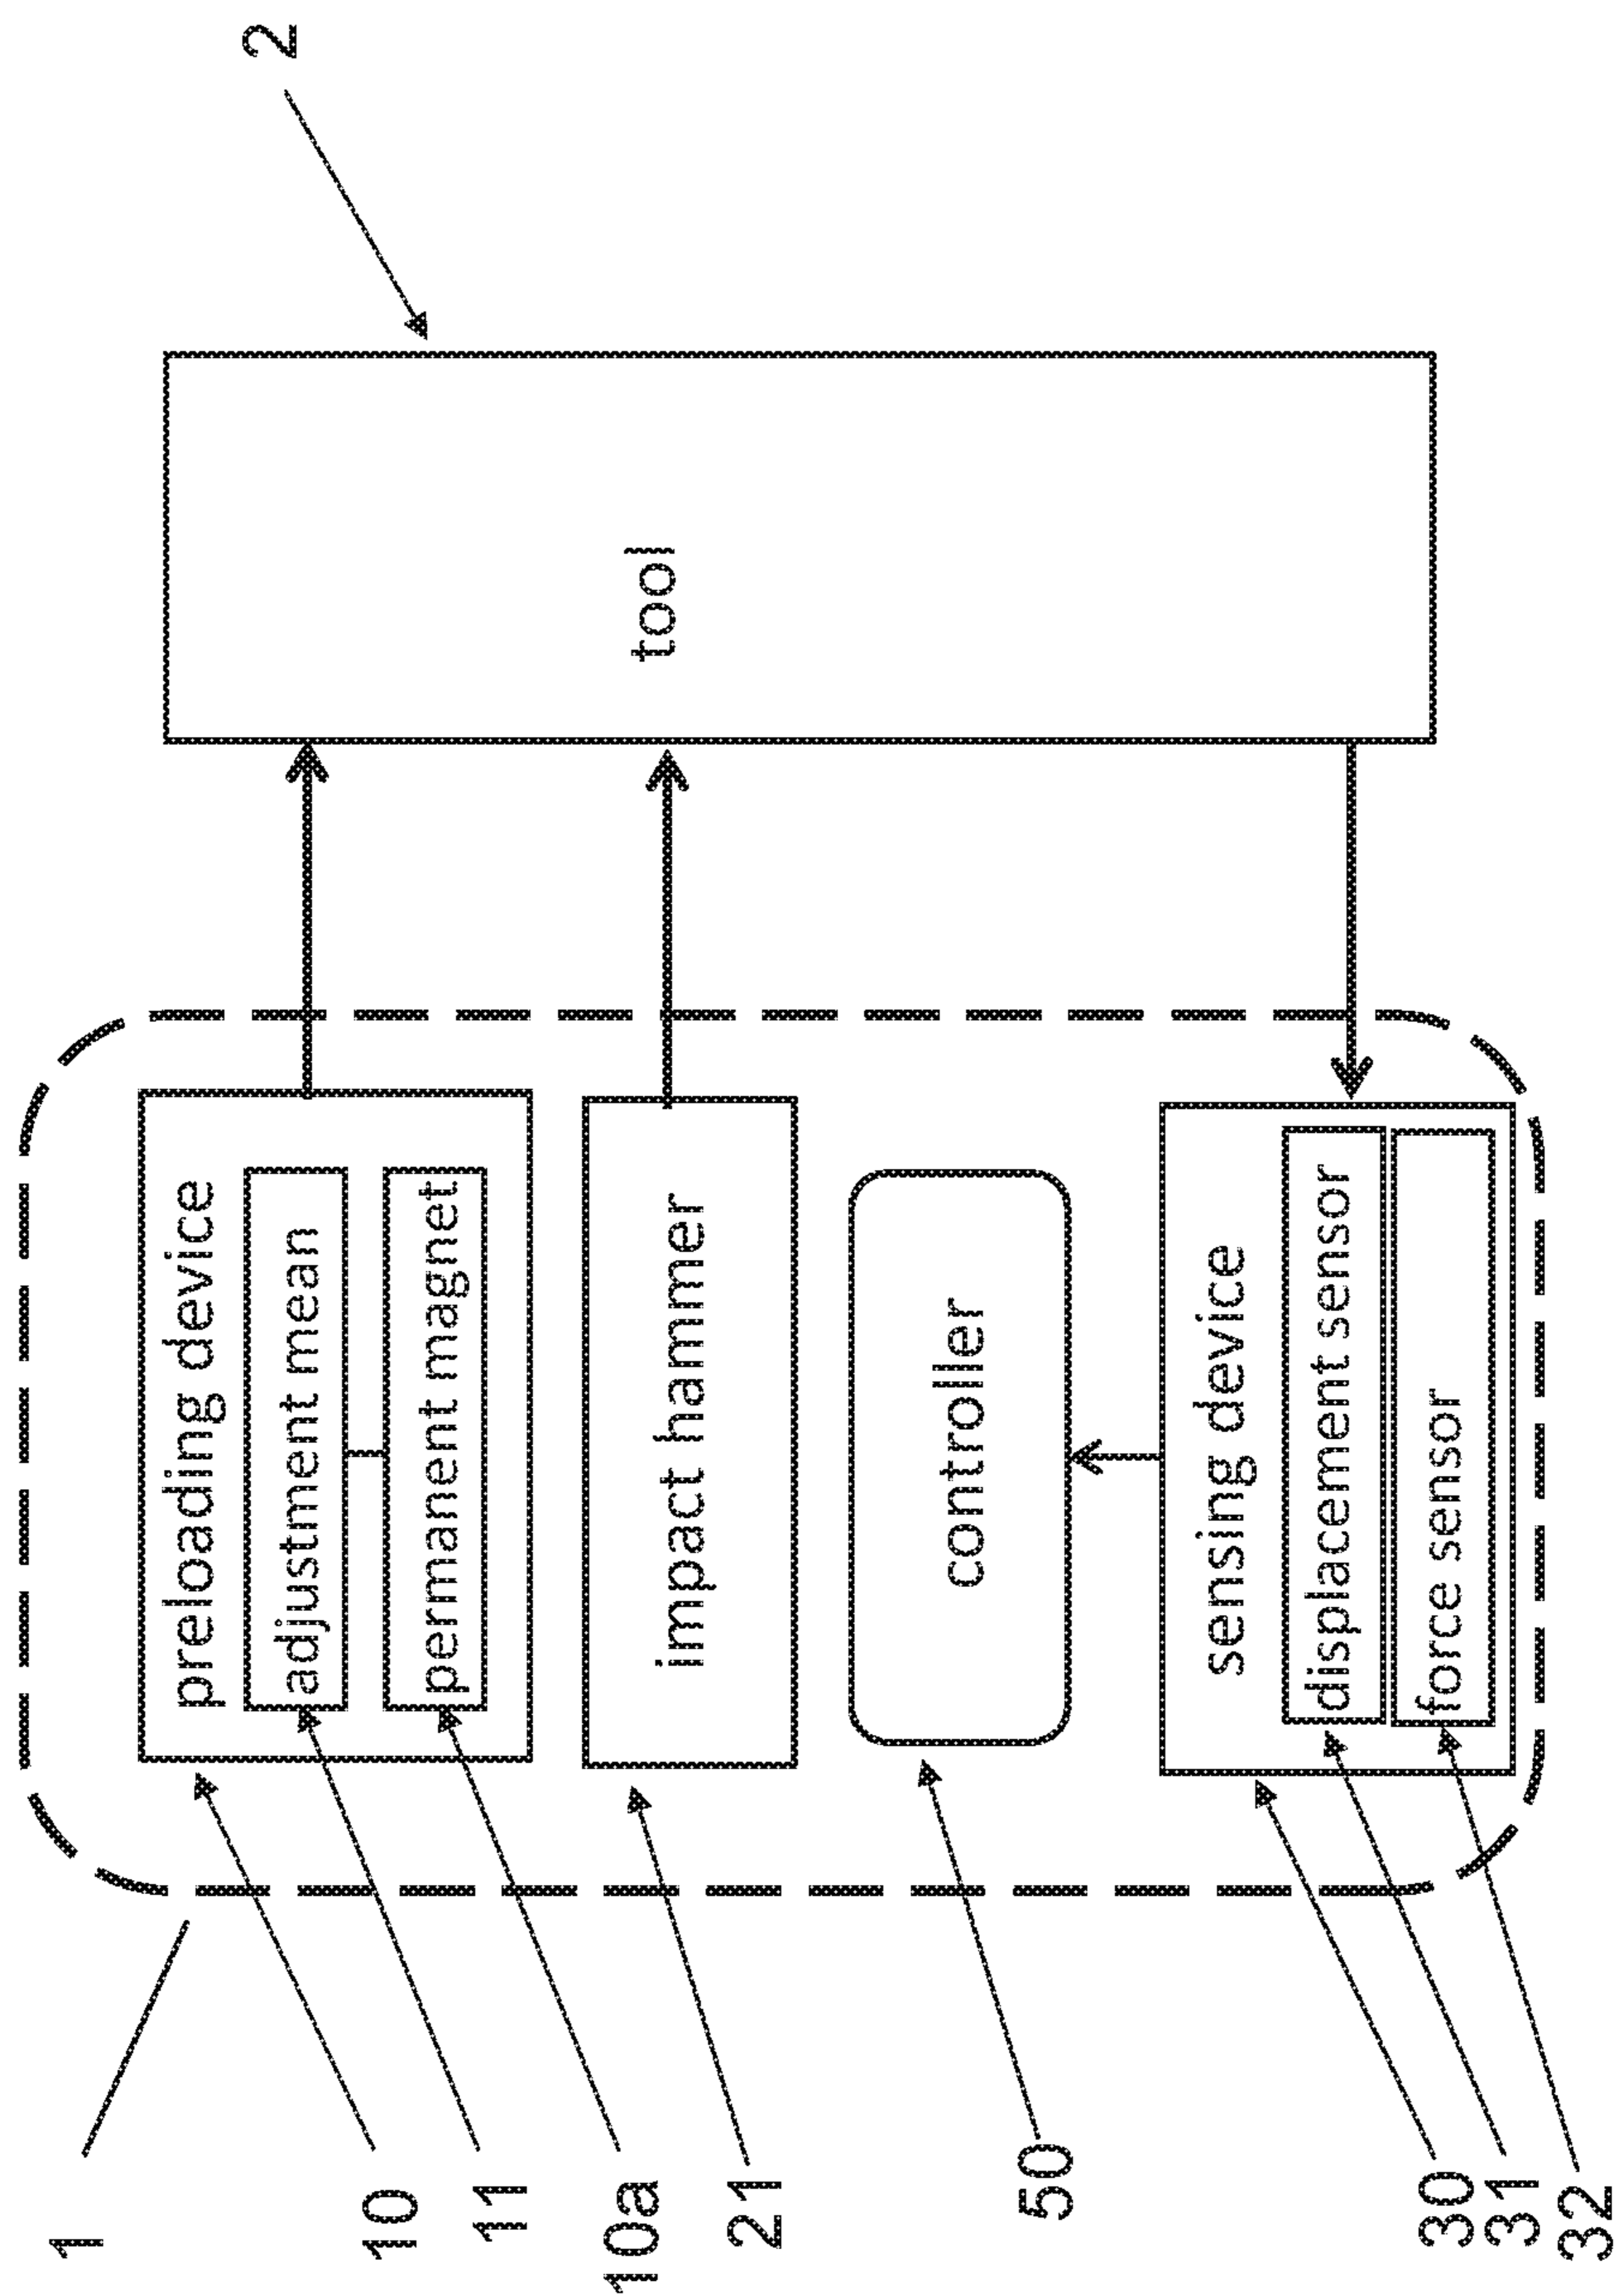 1
10
preloading device
11
adjustment mean
10a
permanent magnet
21
impact hammer
50
controller
30
sensing device
31
displacement sensor
32
force sensor
tool
2